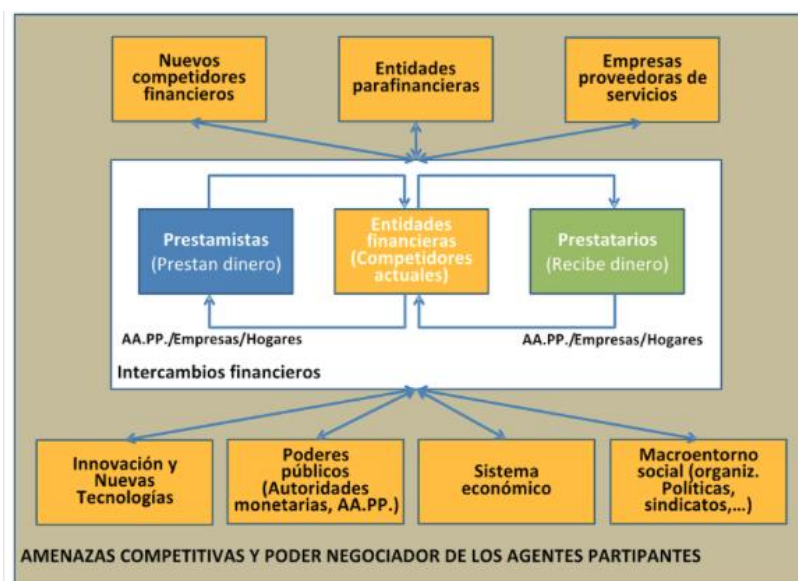 Nuevos
competidores
financieros
Entidades
parafinancieras
Empresas
proveedoras de
servicios
Prestamistas
(Prestan dinero)
Entidades
financieras
(Competidores
actuales)
Prestatarios
(Recibe dinero)
AA.PP./Empresas/Hogares
AA.PP./Empresas/Hogares
Intercambios financieros
Innovación y
Nuevas
Tecnologías
Poderes
públicos
(Autoridades
monetarias, AA.PP.)
Sistema
económico
Macroentorno
social (organiz.
Políticas,
sindicatos,...)
AMENAZAS COMPETITIVAS Y PODER NEGOCIADOR DE LOS AGENTES PARTIPANTES